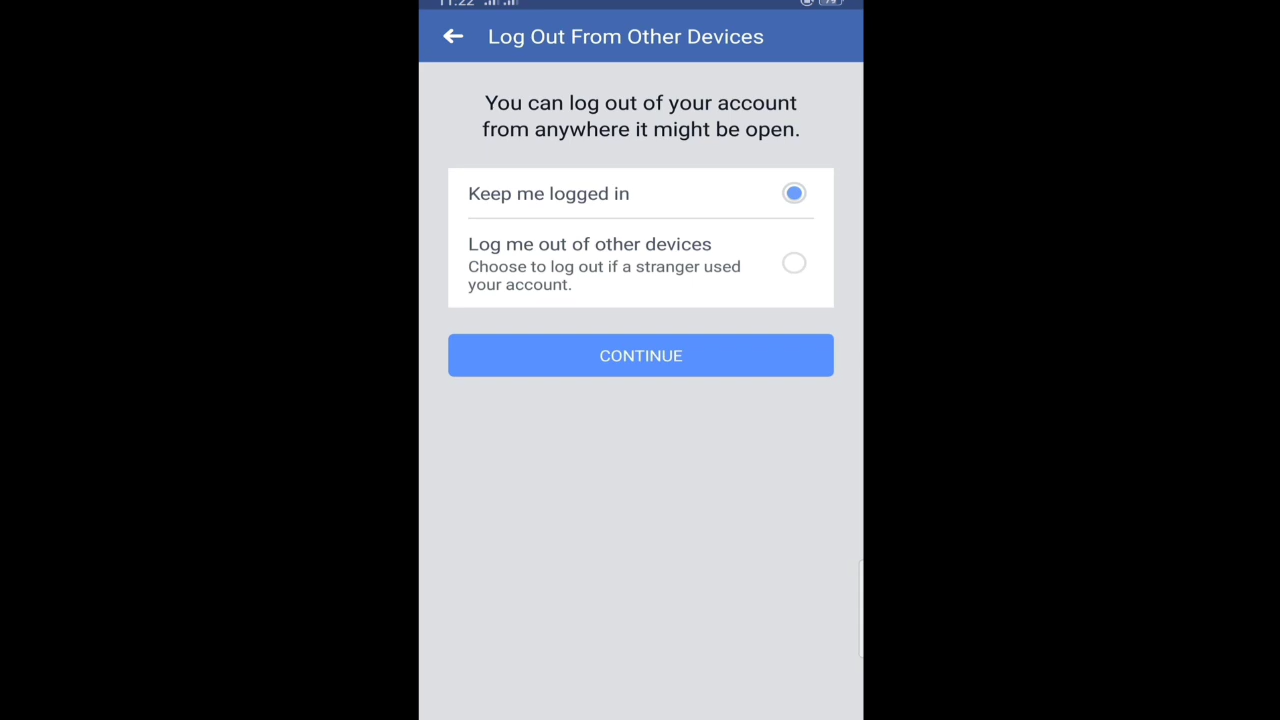 11:22
Log Out From Other Devices
You can log out of your account
from anywhere it might be open.
Keep me logged in
Log me out of other devices
Choose to log out if a stranger used
your account.
CONTINUE